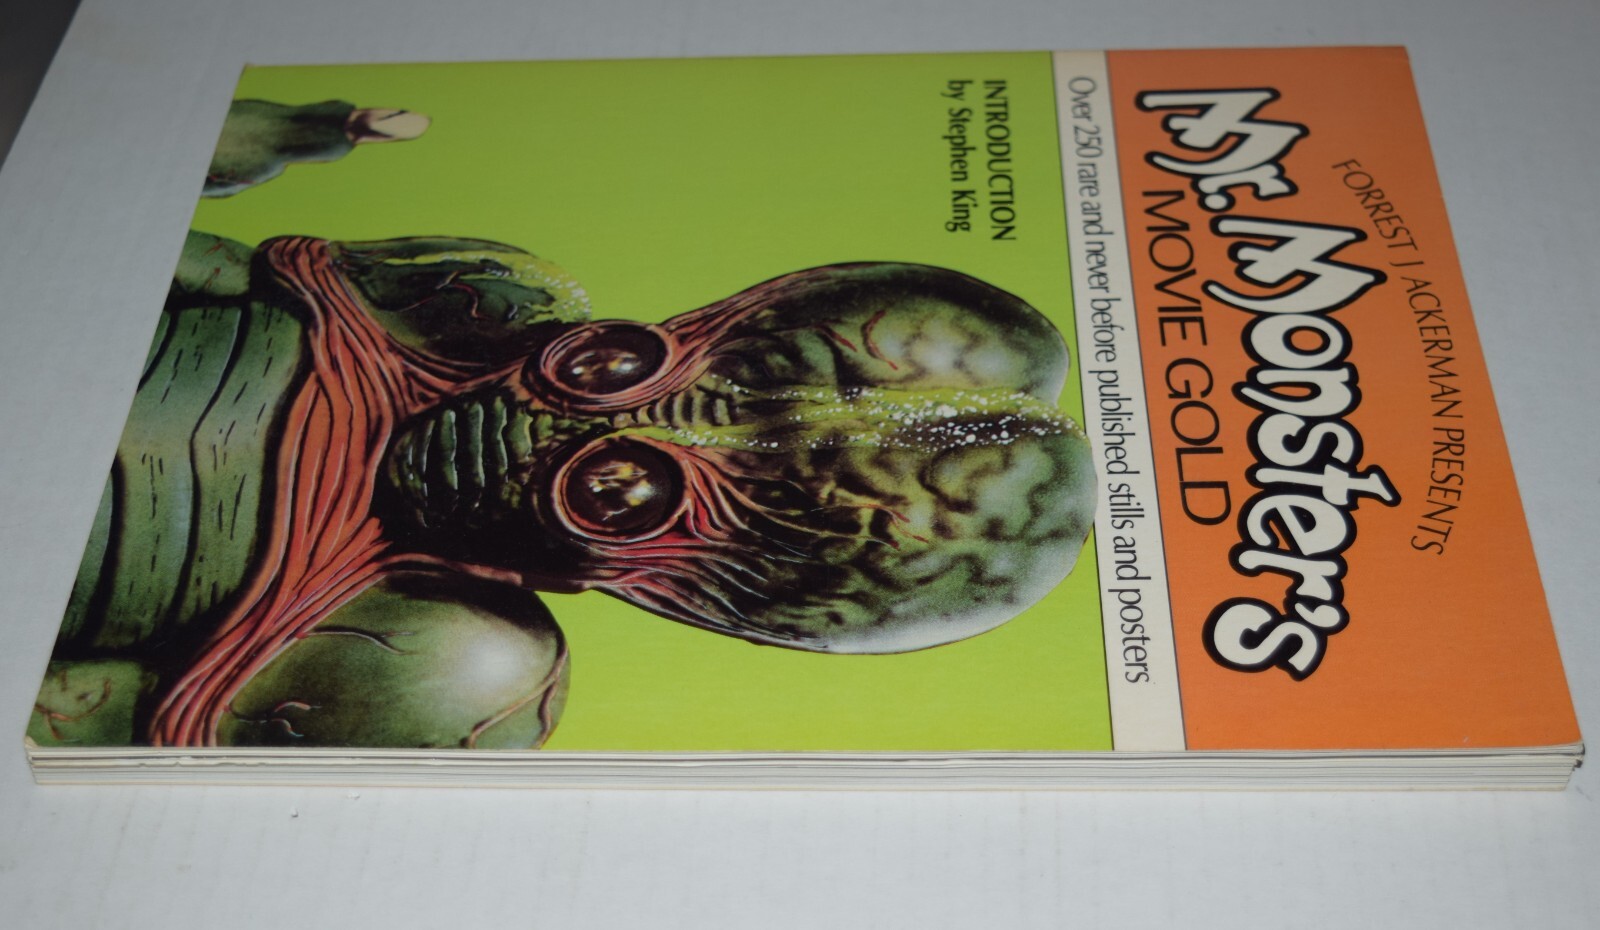 FORREST J ACKERMAN PRESENTS
Mr. Monster's
MOVIE GOLD
Over 250 rare and never before published stills and posters
INTRODUCTION
by Stephen King